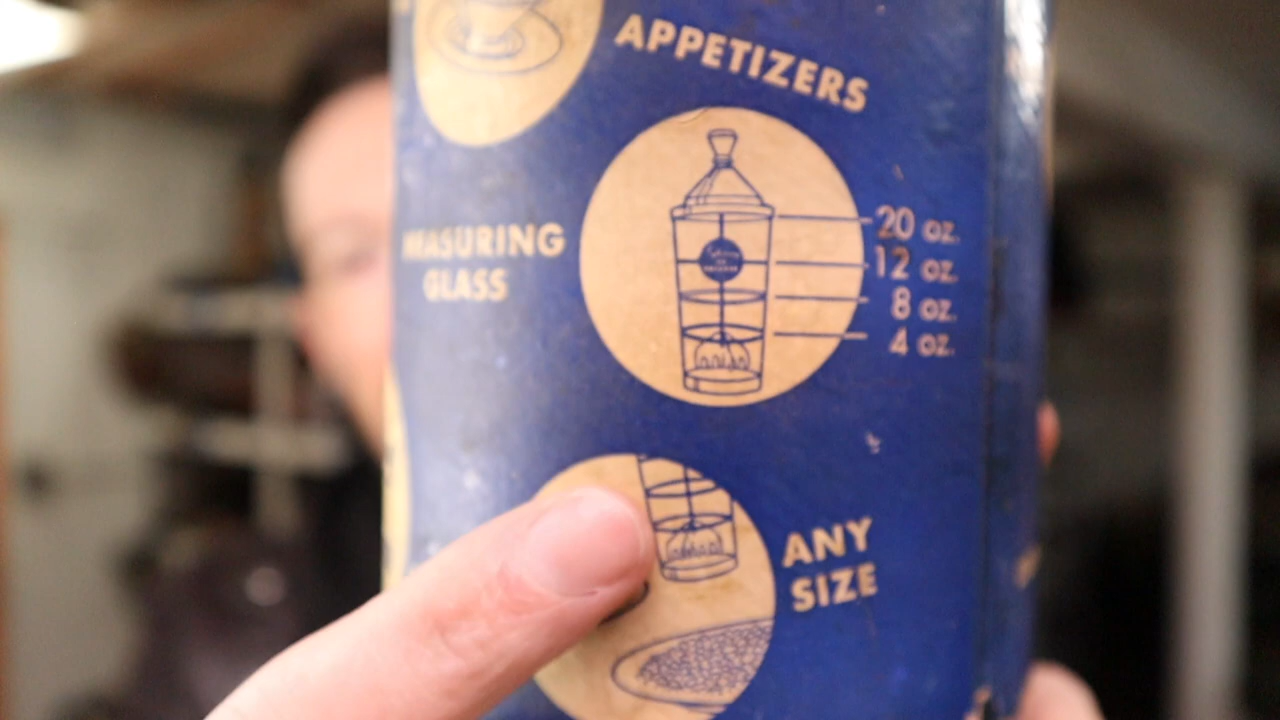 APPETIZERS
MEASURING
GLASS
20 oz.
12 oz.
8 oz.
4 oz.
ANY
SIZE